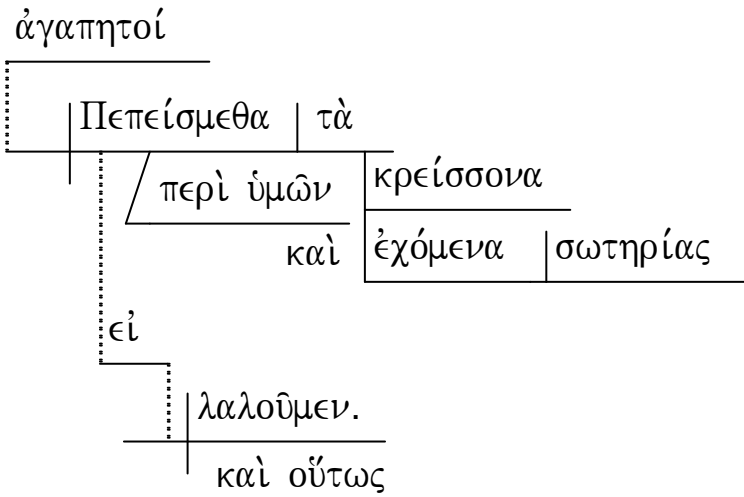 ἀγαπητοί
Πεπείσμεθα τὰ
περὶ ὑμῶν κρείσσονα
καὶ ἐχόμενα σωτηρίας
εἰ
λαλοῦμεν.
καὶ οὕτως